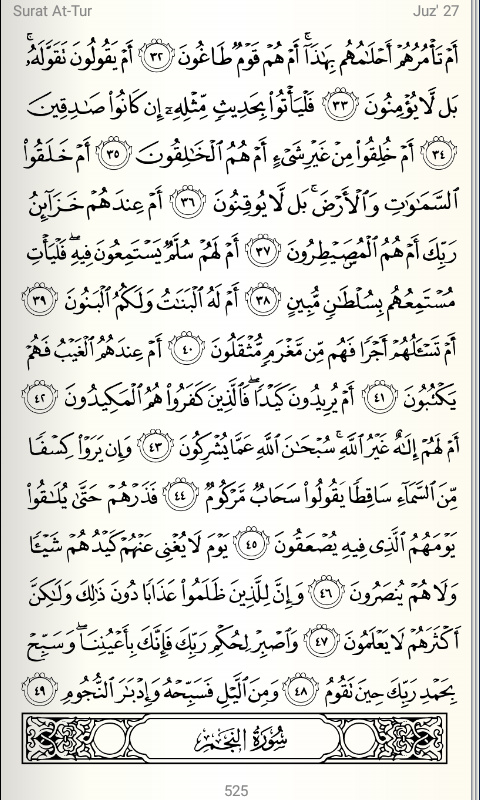 Surat At-Tur Juz' 27
أَمْ تَأْمُرُهُمْ أَحْلَٰمُهُم بِهَٰذَآ ۚ أَمْ هُمْ قَوْمٌ طَاغُونَ ٣٢ أَمْ يَقُولُونَ تَقَوَّلَهُۥ ۚ
بَل لَّا يُؤْمِنُونَ ٣٣ فَلْيَأْتُوا۟ بِحَدِيثٍ مِّثْلِهِۦٓ إِن كَانُوا۟ صَٰدِقِينَ
٣٤ أَمْ خُلِقُوا۟ مِنْ غَيْرِ شَىْءٍ أَمْ هُمُ ٱلْخَٰلِقُونَ ٣٥ أَمْ خَلَقُوا۟
ٱلسَّمَٰوَٰتِ وَٱلْأَرْضَ ۚ بَل لَّا يُوقِنُونَ ٣٦ أَمْ عِندَهُمْ خَزَآئِنُ
رَبِّكَ أَمْ هُمُ ٱلْمُصَۣيْطِرُونَ ٣٧ أَمْ لَهُمْ سُلَّمٌ يَسْتَمِعُونَ فِيهِ ۖ فَلْيَأْتِ
مُسْتَمِعُهُم بِسُلْطَٰنٍ مُّبِينٍ ٣٨ أَمْ لَهُ ٱلْبَنَٰتُ وَلَكُمُ ٱلْبَنُونَ ٣٩
أَمْ تَسْـَٔلُهُمْ أَجْرًا فَهُم مِّن مَّغْرَمٍ مُّثْقَلُونَ ٤٠ أَمْ عِندَهُمُ ٱلْغَيْبُ فَهُمْ
يَكْتُبُونَ ٤١ أَمْ يُرِيدُونَ كَيْدًا ۖ فَٱلَّذِينَ كَفَرُوا۟ هُمُ ٱلْمَكِيدُونَ ٤٢
أَمْ لَهُمْ إِلَٰهٌ غَيْرُ ٱللَّهِ ۚ سُبْحَٰنَ ٱللَّهِ عَمَّا يُشْرِكُونَ ٤٣ وَإِن يَرَوْا۟ كِسْفًا
مِّنَ ٱلسَّمَآءِ سَاقِطًا يَقُولُوا۟ سَحَابٌ مَّرْكُومٌ ٤٤ فَذَرْهُمْ حَتَّىٰ يُلَٰقُوا۟
يَوْمَهُمُ ٱلَّذِى فِيهِ يُصْعَقُونَ ٤٥ يَوْمَ لَا يُغْنِى عَنْهُمْ كَيْدُهُمْ شَيْـًٔا
وَلَا هُمْ يُنصَرُونَ ٤٦ وَإِنَّ لِلَّذِينَ ظَلَمُوا۟ عَذَابًا دُونَ ذَٰلِكَ وَلَٰكِنَّ
أَكْثَرَهُمْ لَا يَعْلَمُونَ ٤٧ وَٱصْبِرْ لِحُكْمِ رَبِّكَ فَإِنَّكَ بِأَعْيُنِنَا ۖ وَسَبِّحْ
بِحَمْدِ رَبِّكَ حِينَ تَقُومُ ٤٨ وَمِنَ ٱلَّيْلِ فَسَبِّحْهُ وَإِدْبَٰرَ ٱلنُّجُومِ ٤٩
سُورَةُ النَّجْمِ
525